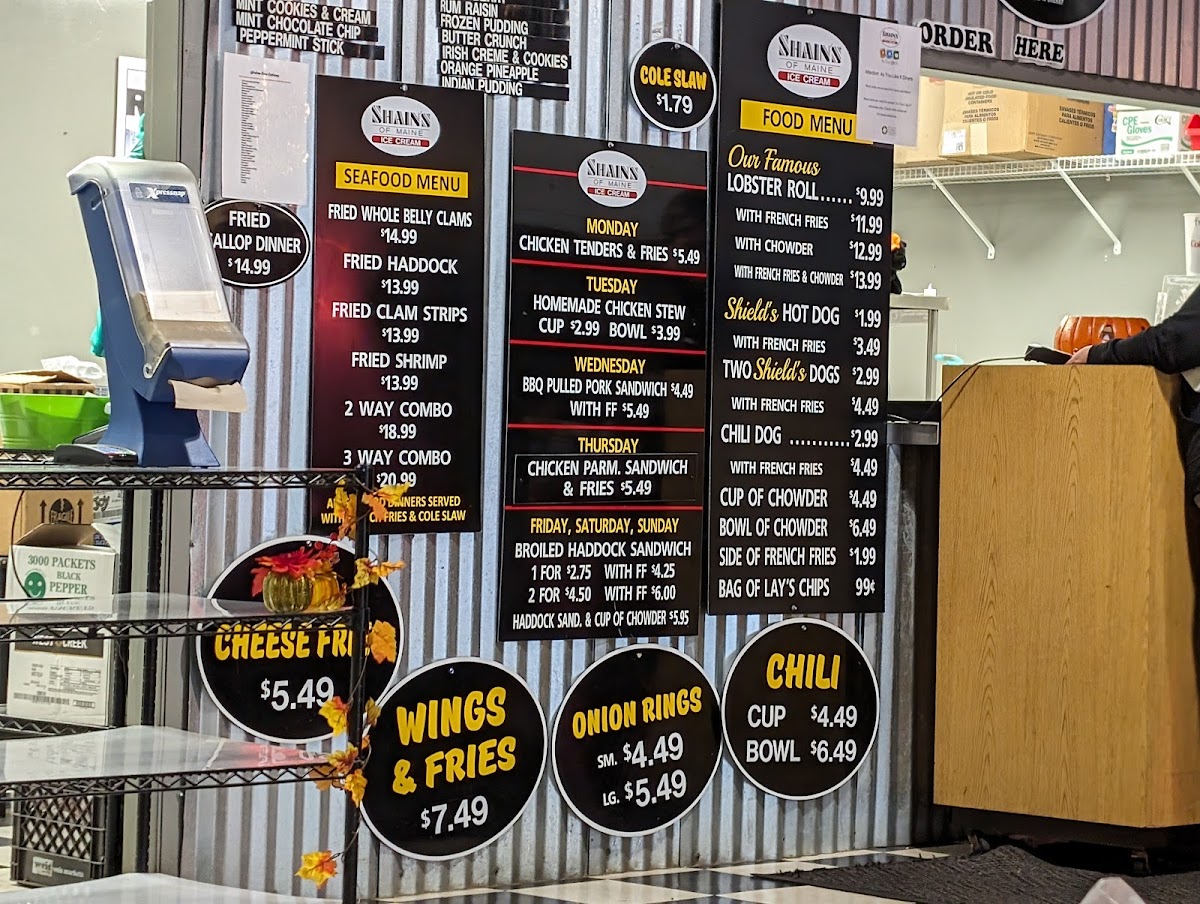 MINT COOKIES & CREAM
MINT CHOCOLATE CHIP
PEPPERMINT STICK
RUM RAISIN
FROZEN PUDDING
BUTTER CRUNCH
IRISH CREME & COOKIES
ORANGE PINEAPPLE
INDIAN PUDDING
COLE SLAW
$1.79
ORDER HERE
FRIED
ALLOP DINNER
$14.99
SHAINS
OF MAINE
ICE CREAM
SEAFOOD MENU
FRIED WHOLE BELLY CLAMS
$14.99
FRIED HADDOCK
$13.99
FRIED CLAM STRIPS
$13.99
FRIED SHRIMP
$13.99
2 WAY COMBO
$18.99
3 WAY COMBO
$20.99
DINNERS SERVED
FRIES & COLE SLAW
SHAINS
OF MAINE
ICE CREAM
MONDAY
CHICKEN TENDERS & FRIES $5.49
TUESDAY
HOMEMADE CHICKEN STEW
CUP $2.99 BOWL $3.99
WEDNESDAY
BBQ PULLED PORK SANDWICH $4.49
WITH FF $5.49
THURSDAY
CHICKEN PARM. SANDWICH
& FRIES $5.49
FRIDAY, SATURDAY, SUNDAY
BROILED HADDOCK SANDWICH
1 FOR $2.75 WITH FF $4.25
2 FOR $4.50 WITH FF $6.00
HADDOCK SAND. & CUP OF CHOWDER $5.95
SHAINS
OF MAINE
ICE CREAM
FOOD MENU
Our Famous
LOBSTER ROLL...... $9.99
WITH FRENCH FRIES $11.99
WITH CHOWDER $12.99
WITH FRENCH FRIES & CHOWDER $13.99
Shield's HOT DOG $1.99
WITH FRENCH FRIES $3.49
TWO Shield's DOGS $2.99
WITH FRENCH FRIES $4.49
CHILI DOG ........... $2.99
WITH FRENCH FRIES $4.49
CUP OF CHOWDER $4.49
BOWL OF CHOWDER $6.49
SIDE OF FRENCH FRIES $1.99
BAG OF LAY'S CHIPS 99¢
CHEESE FRI
$5.49
WINGS
& FRIES
$7.49
ONION RINGS
SM. $4.49
LG. $5.49
CHILI
CUP $4.49
BOWL $6.49
Xpressnap
FRAGILE
3000 PACKETS
BLACK
PEPPER
CPE
Gloves